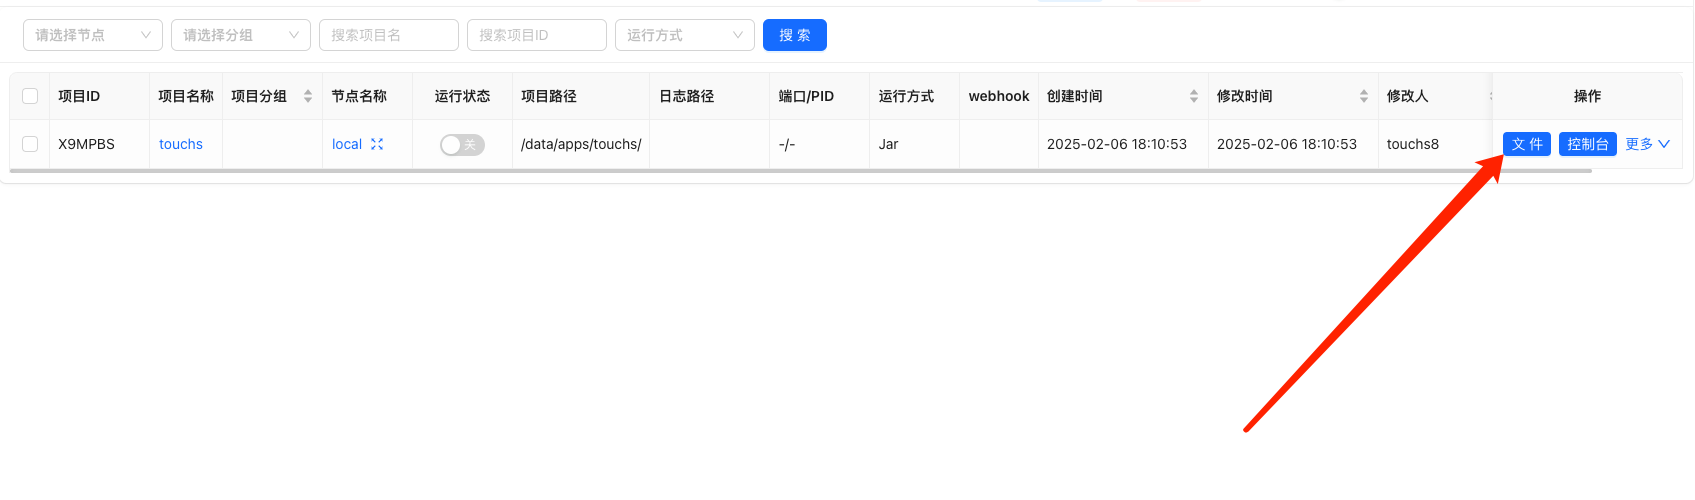 请选择节点 请选择分组 搜索项目名 搜索项目ID 运行方式 搜 索
项目ID 项目名称 项目分组 节点名称 运行状态 项目路径 日志路径 端口/PID 运行方式 webhook 创建时间 修改时间 修改人 操作
X9MPBS touchs local 关 /data/apps/touchs/ -/- Jar 2025-02-06 18:10:53 2025-02-06 18:10:53 touchs8 文 件 控制台 更多